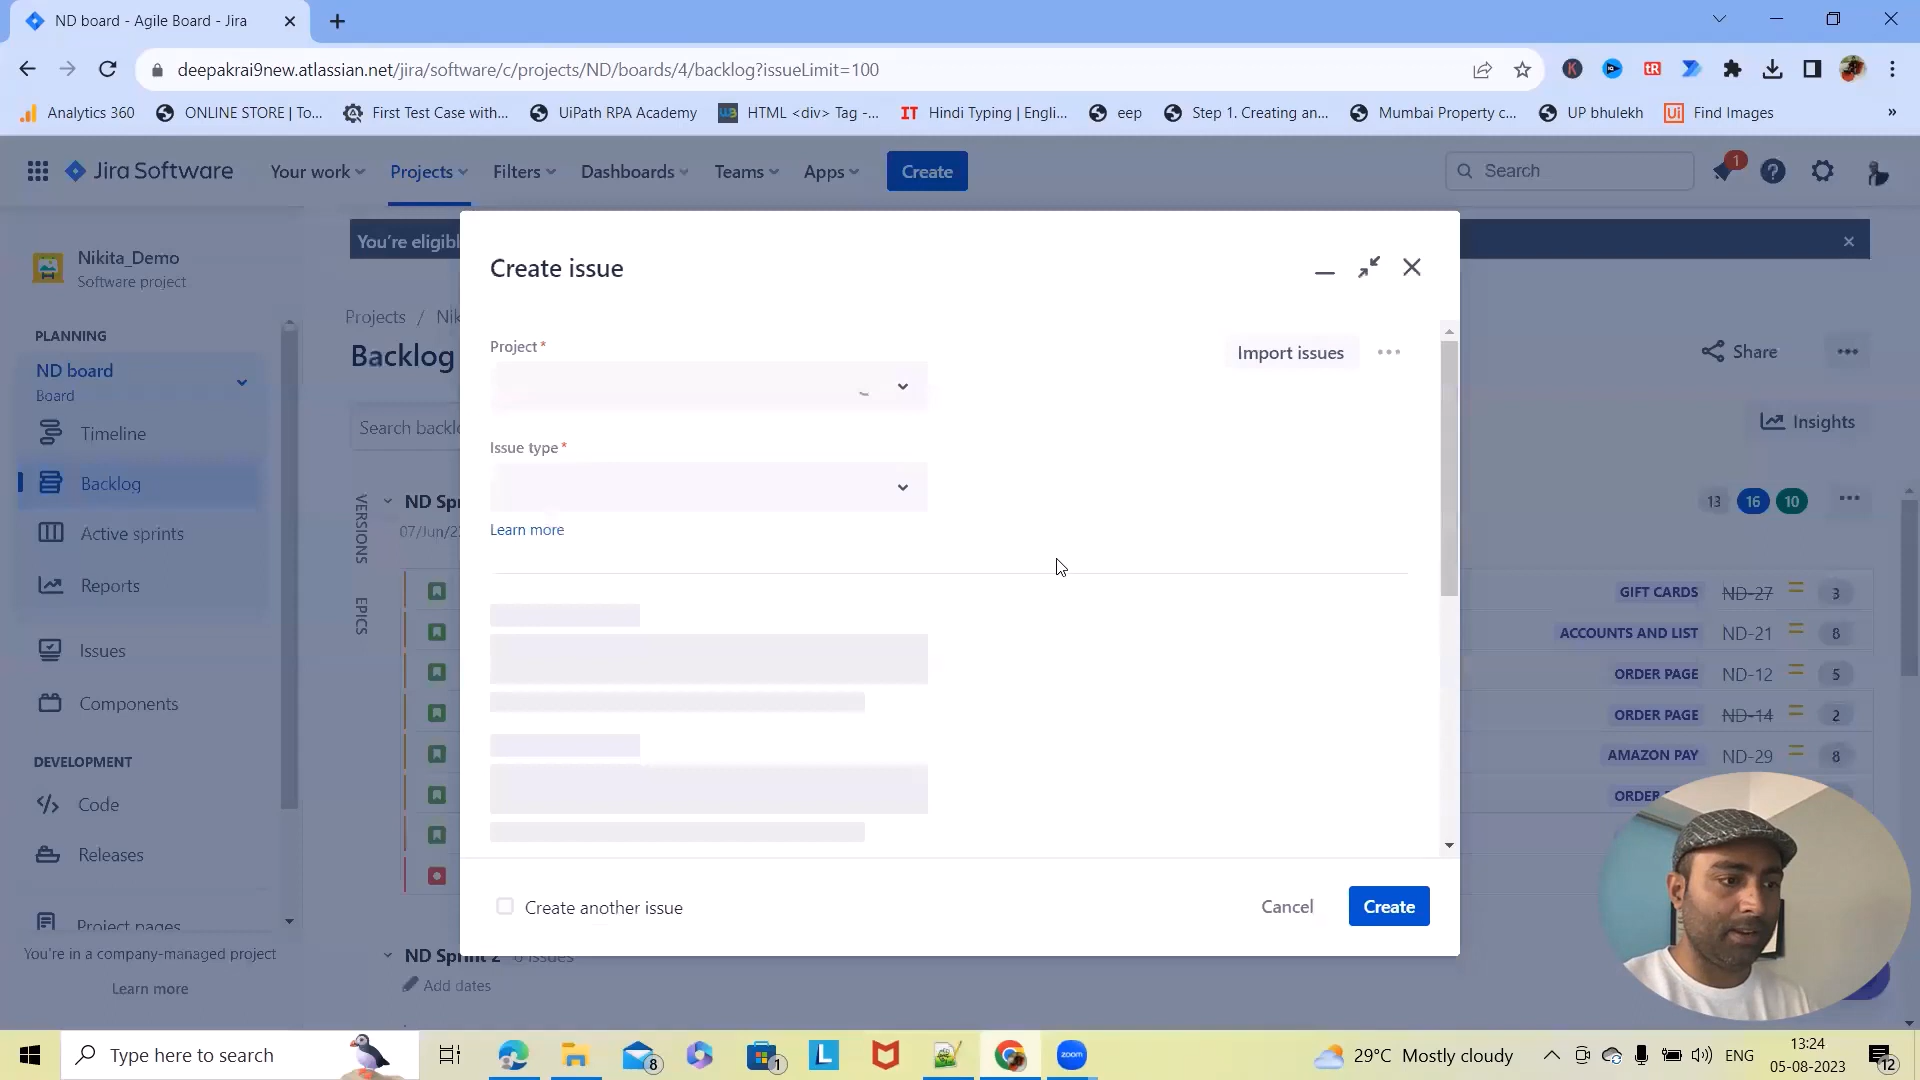 ND board - Agile Board - Jira
deepakrai9new.atlassian.net/jira/software/c/projects/ND/boards/4/backlog?issueLimit=100
Analytics 360
ONLINE STORE | To...
First Test Case with...
UiPath RPA Academy
HTML <div> Tag -...
Hindi Typing | Engli...
eep
Step 1. Creating an...
Mumbai Property c...
UP bhulekh
Find Images
Jira Software
Your work
Projects
Filters
Dashboards
Teams
Apps
Create
Search
1
You're eligibl
Nikita_Demo
Software project
PLANNING
ND board
Board
Timeline
Backlog
Active sprints
Reports
Issues
Components
DEVELOPMENT
Code
Releases
Project pages
You're in a company-managed project
Learn more
Projects / Nik
Backlog
Share
Search backl
Insights
VERSIONS
EPICS
ND Sp
07/Jun/2
13 16 10
GIFT CARDS ND-27 3
ACCOUNTS AND LIST ND-21 8
ORDER PAGE ND-12 5
ORDER PAGE ND-14 2
AMAZON PAY ND-29 8
ORDER
Create issue
Project *
Import issues
Issue type *
Learn more
Create another issue
Cancel
Create
ND Sprint 2 0 issues
Add dates
Type here to search
8
1
zoom
29°C Mostly cloudy
ENG
13:24
05-08-2023
12